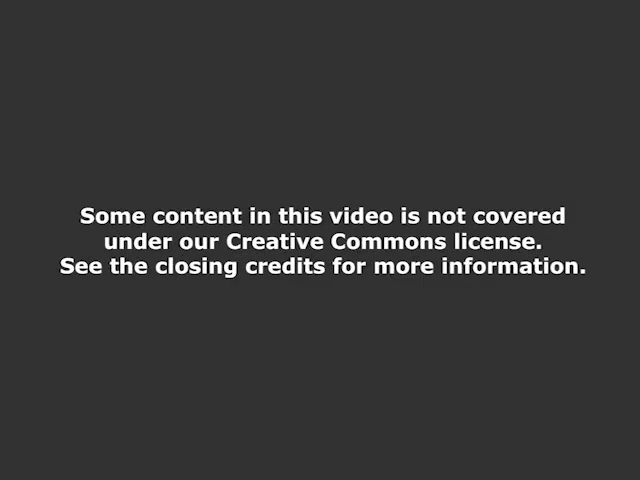 Some content in this video is not covered
under our Creative Commons license.
See the closing credits for more information.